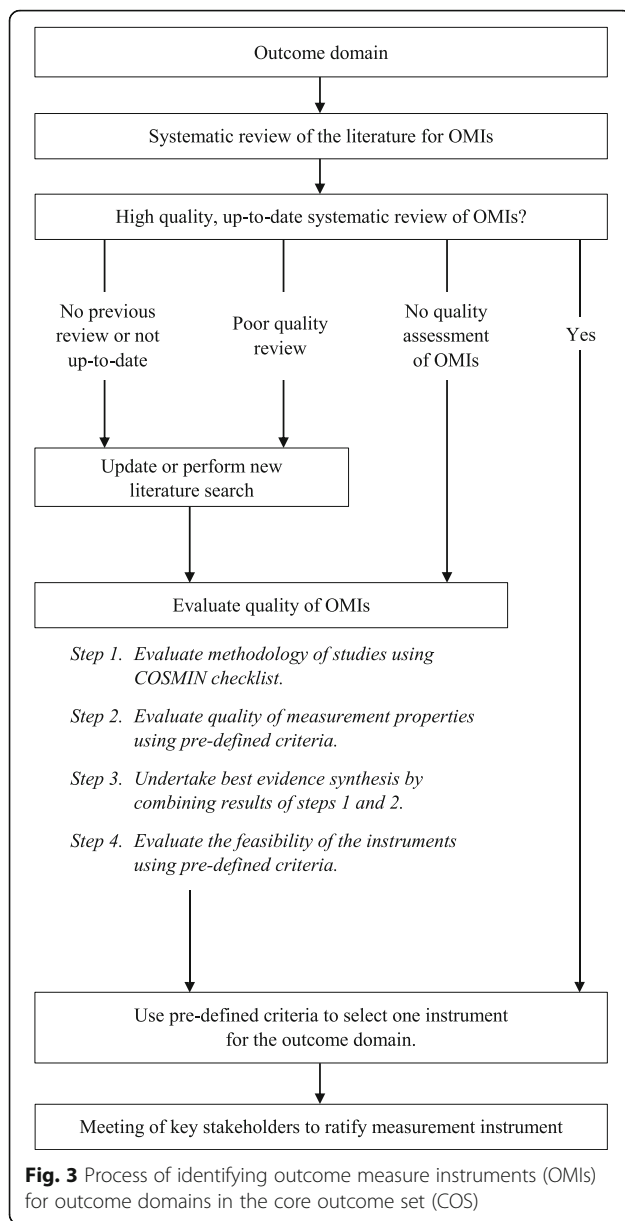 Outcome domain
Systematic review of the literature for OMIs
High quality, up-to-date systematic review of OMIs?
No previous
review or not
up-to-date
Poor quality
review
No quality
assessment
of OMIs
Yes
Update or perform new
literature search
Evaluate quality of OMIs
Step 1. Evaluate methodology of studies using
COSMIN checklist.
Step 2. Evaluate quality of measurement properties
using pre-defined criteria.
Step 3. Undertake best evidence synthesis by
combining results of steps 1 and 2.
Step 4. Evaluate the feasibility of the instruments
using pre-defined criteria.
Use pre-defined criteria to select one instrument
for the outcome domain.
Meeting of key stakeholders to ratify measurement instrument
Fig. 3 Process of identifying outcome measure instruments (OMIs)
for outcome domains in the core outcome set (COS)